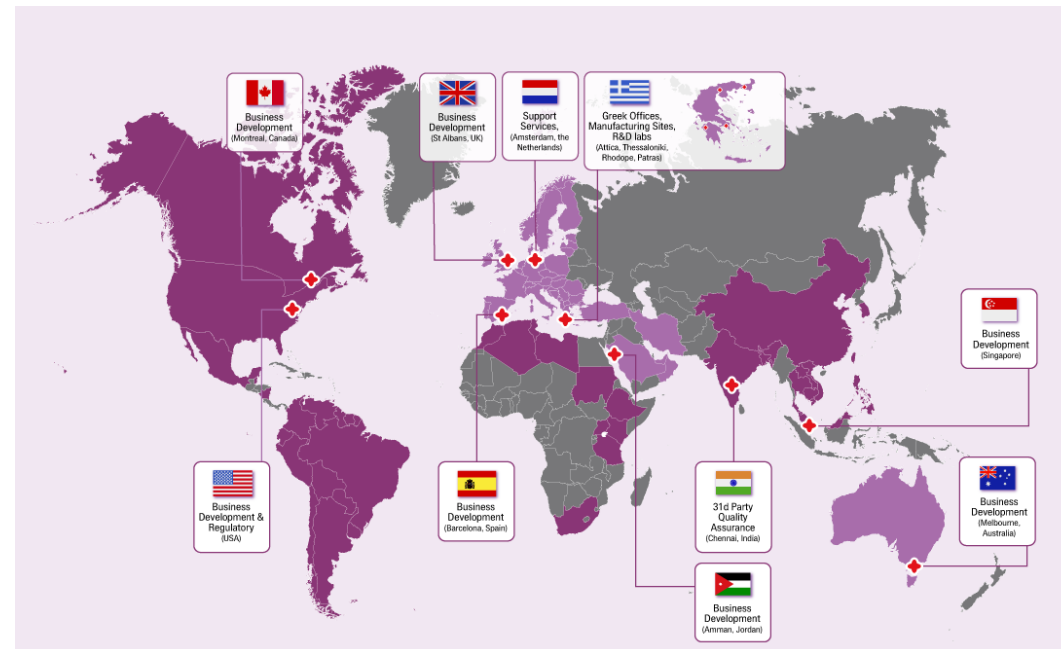 Business
Development
(Montreal, Canada)
Business
Development
(St Albans, UK)
Support
Services,
(Amsterdam, the
Netherlands)
Greek Offices,
Manufacturing Sites,
R&D labs
(Attica, Thessaloniki,
Rhodope, Patras)
Business
Development
(Singapore)
Business
Development &
Regulatory
(USA)
Business
Development
(Barcelona, Spain)
31d Party
Quality
Assurance
(Chennai, India)
Business
Development
(Melbourne,
Australia)
Business
Development
(Amman, Jordan)